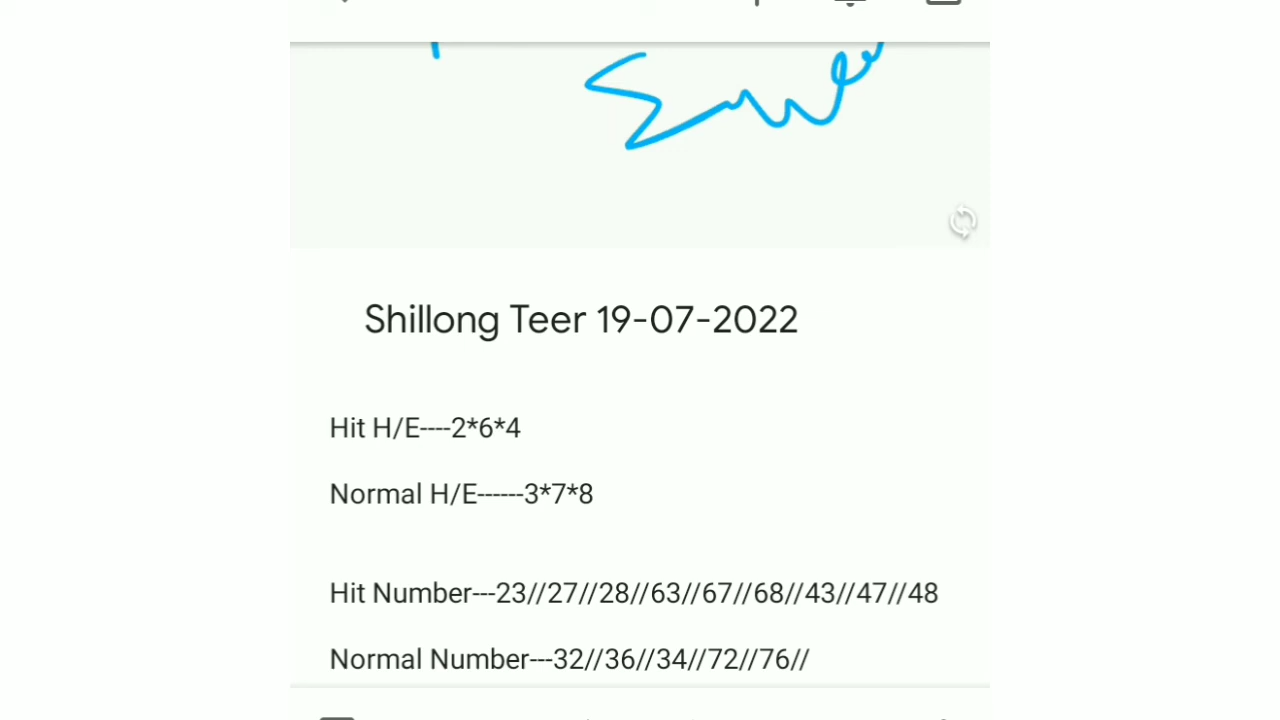 Shillong Teer 19-07-2022
Hit H/E----2*6*4
Normal H/E------3*7*8
Hit Number---23//27//28//63//67//68//43//47//48
Normal Number---32//36//34//72//76//